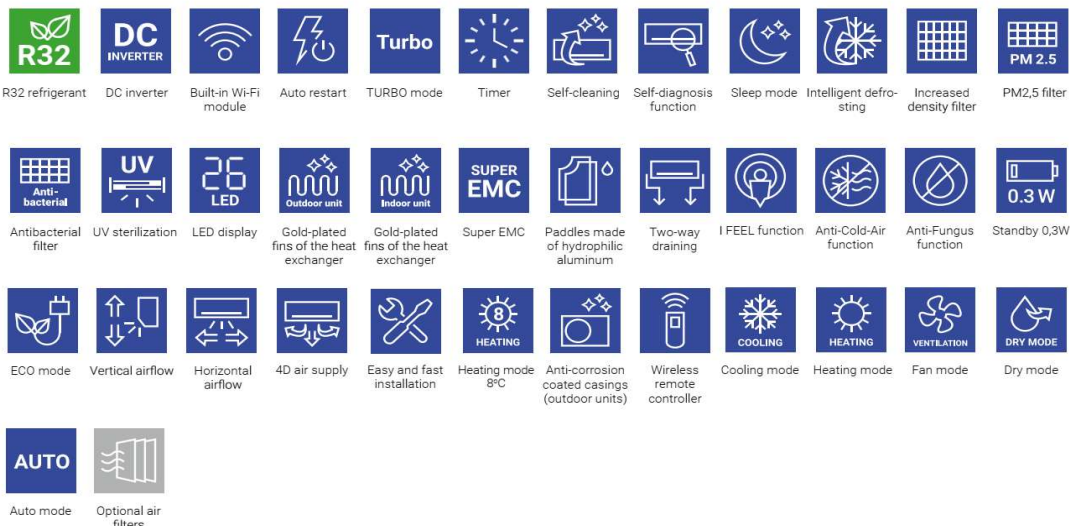 R32
DC
INVERTER
Turbo
PM 2.5
R32 refrigerant
DC inverter
Built-in Wi-Fi
module
Auto restart
TURBO mode
Timer
Self-cleaning
Self-diagnosis
function
Sleep mode
Intelligent defro-
sting
Increased
density filter
PM2,5 filter
Anti-
bacterial
UV
26
LED
Outdoor unit
Indoor unit
SUPER
EMC
0.3 W
Antibacterial
filter
UV sterilization
LED display
Gold-plated
fins of the heat
exchanger
Gold-plated
fins of the heat
exchanger
Super EMC
Paddles made
of hydrophilic
aluminum
Two-way
draining
I FEEL function
Anti-Cold-Air
function
Anti-Fungus
function
Standby 0,3W
8
HEATING
COOLING
HEATING
VENTILATION
DRY MODE
ECO mode
Vertical airflow
Horizontal
airflow
4D air supply
Easy and fast
installation
Heating mode
8°C
Anti-corrosion
coated casings
(outdoor units)
Wireless
remote
controller
Cooling mode
Heating mode
Fan mode
Dry mode
AUTO
Auto mode
Optional air
filters